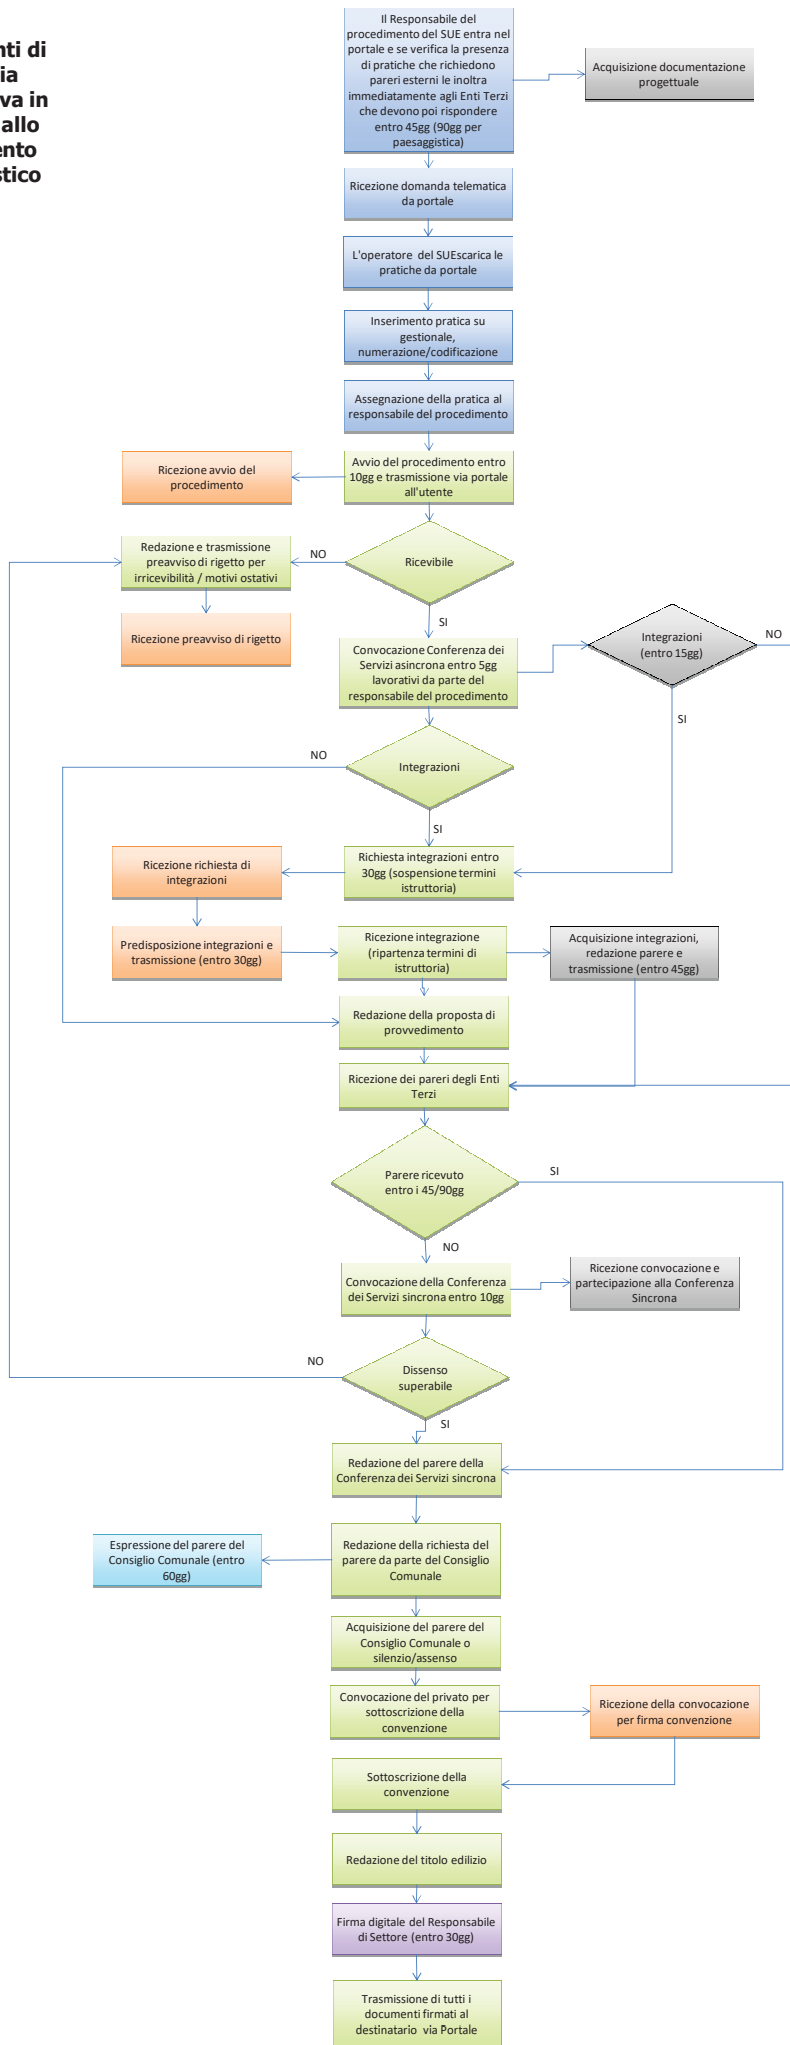 Il Responsabile del
procedimento del SUE entra nel
portale e se verifica la presenza
di pratiche che richiedono
pareri esterni le inoltra
immediatamente agli Enti Terzi
che devono poi rispondere
entro 45gg (90gg per
paesaggistica)
Acquisizione documentazione
progettuale
nti di
ia
va in
allo
ento
stico
Ricezione domanda telematica
da portale
L'operatore del SUEscarica le
pratiche da portale
Inserimento pratica su
gestionale,
numerazione/codificazione
Assegnazione della pratica al
responsabile del procedimento
Avvio del procedimento entro
10gg e trasmissione via portale
all'utente
Ricezione avvio del
procedimento
Ricevibile
NO
Redazione e trasmissione
preavviso di rigetto per
irricevibilità / motivi ostativi
Ricezione preavviso di rigetto
SI
Convocazione Conferenza dei
Servizi asincrona entro 5gg
lavorativi da parte del
responsabile del procedimento
Integrazioni
(entro 15gg)
NO
SI
Integrazioni
NO
SI
Richiesta integrazioni entro
30gg (sospensione termini
istruttoria)
Ricezione richiesta di
integrazioni
Predisposizione integrazioni e
trasmissione (entro 30gg)
Ricezione integrazione
(ripartenza termini di
istruttoria)
Acquisizione integrazioni,
redazione parere e
trasmissione (entro 45gg)
Redazione della proposta di
provvedimento
Ricezione dei pareri degli Enti
Terzi
Parere ricevuto
entro i 45/90gg
SI
NO
Convocazione della Conferenza
dei Servizi sincrona entro 10gg
Ricezione convocazione e
partecipazione alla Conferenza
Sincrona
Dissenso
superabile
NO
SI
Redazione del parere della
Conferenza dei Servizi sincrona
Redazione della richiesta del
parere da parte del Consiglio
Comunale
Espressione del parere del
Consiglio Comunale (entro
60gg)
Acquisizione del parere del
Consiglio Comunale o
silenzio/assenso
Convocazione del privato per
sottoscrizione della
convenzione
Ricezione della convocazione
per firma convenzione
Sottoscrizione della
convenzione
Redazione del titolo edilizio
Firma digitale del Responsabile
di Settore (entro 30gg)
Trasmissione di tutti i
documenti firmati al
destinatario via Portale